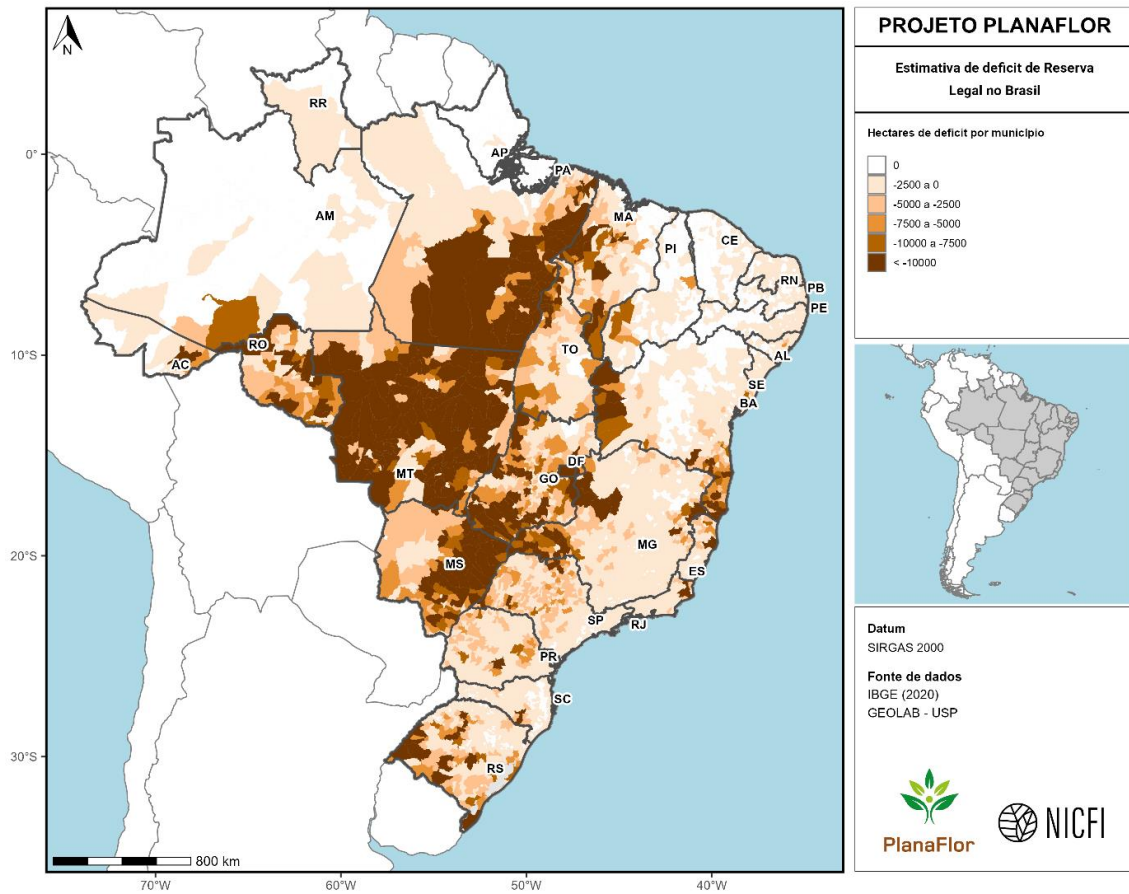 N
0°
10°S
20°S
30°S
70°W
60°W
50°W
40°W
800 km
RR
AP
PA
AM
MA
CE
PI
RN
PB
PE
AC
RO
TO
AL
SE
BA
MT
DF
GO
MS
MG
ES
SP
RJ
PR
SC
RS
PROJETO PLANAFLOR
Estimativa de deficit de Reserva
Legal no Brasil
Hectares de deficit por município
0
-2500 a 0
-5000 a -2500
-7500 a -5000
-10000 a -7500
< -10000
Datum
SIRGAS 2000
Fonte de dados
IBGE (2020)
GEOLAB - USP
PlanaFlor
NICFI